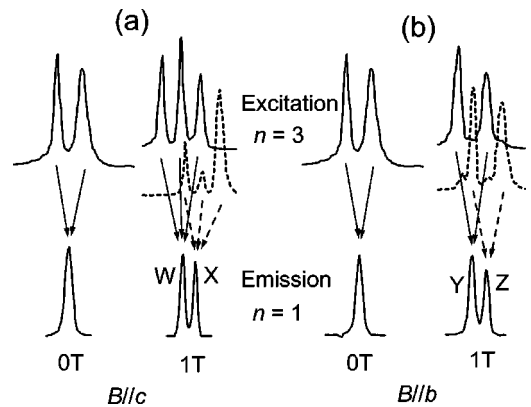 (a)
(b)
Excitation
n = 3
W
X
Emission
n = 1
Y
Z
0T
1T
0T
1T
B//c
B//b